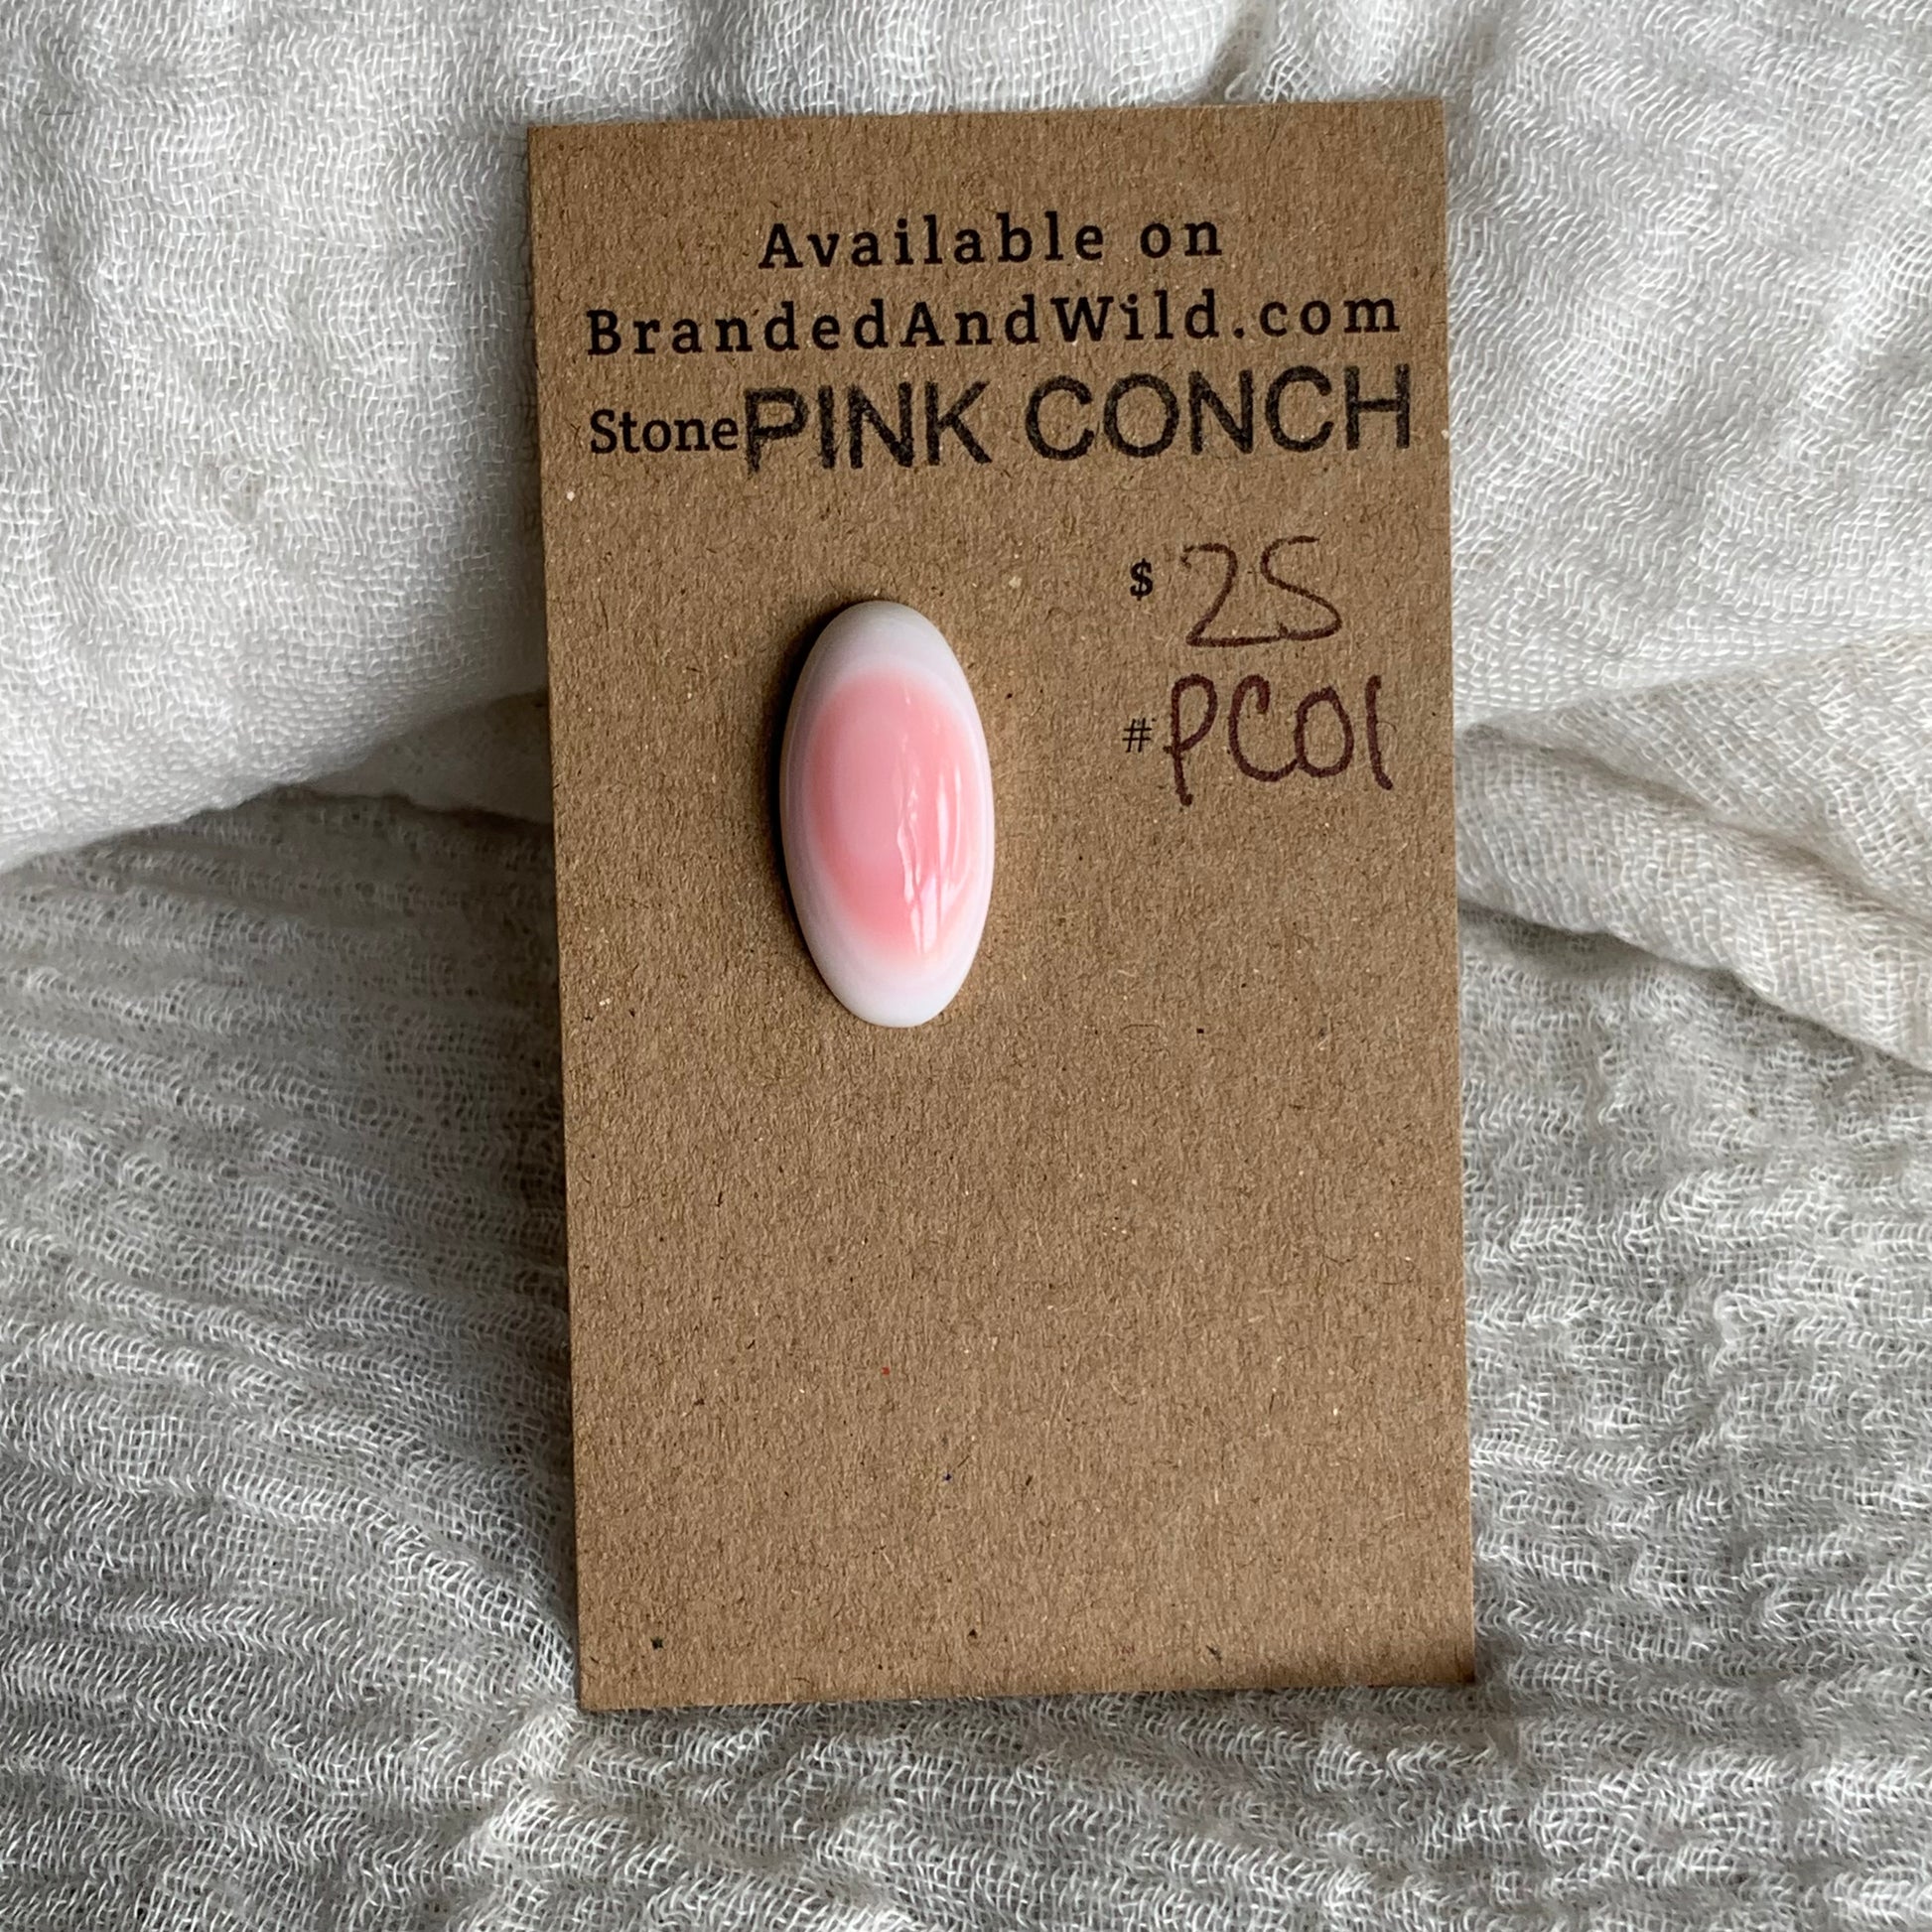 Available on
BrandedAndWild.com
Stone PINK CONCH
$ 25
# PC01